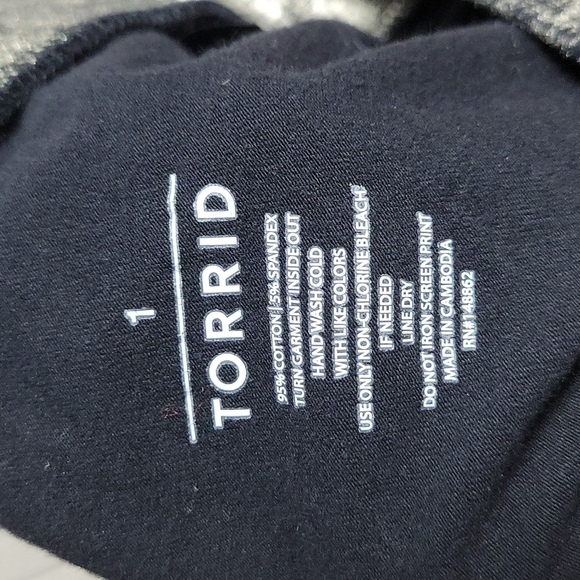 1
TORRID
95% COTTON | 5% SPANDEX
TURN GARMENT INSIDE OUT
HAND WASH COLD
WITH LIKE COLORS
USE ONLY NON-CHLORINE BLEACH
IF NEEDED
LINE DRY
DO NOT IRON SCREEN PRINT
MADE IN CAMBODIA
RN#148862